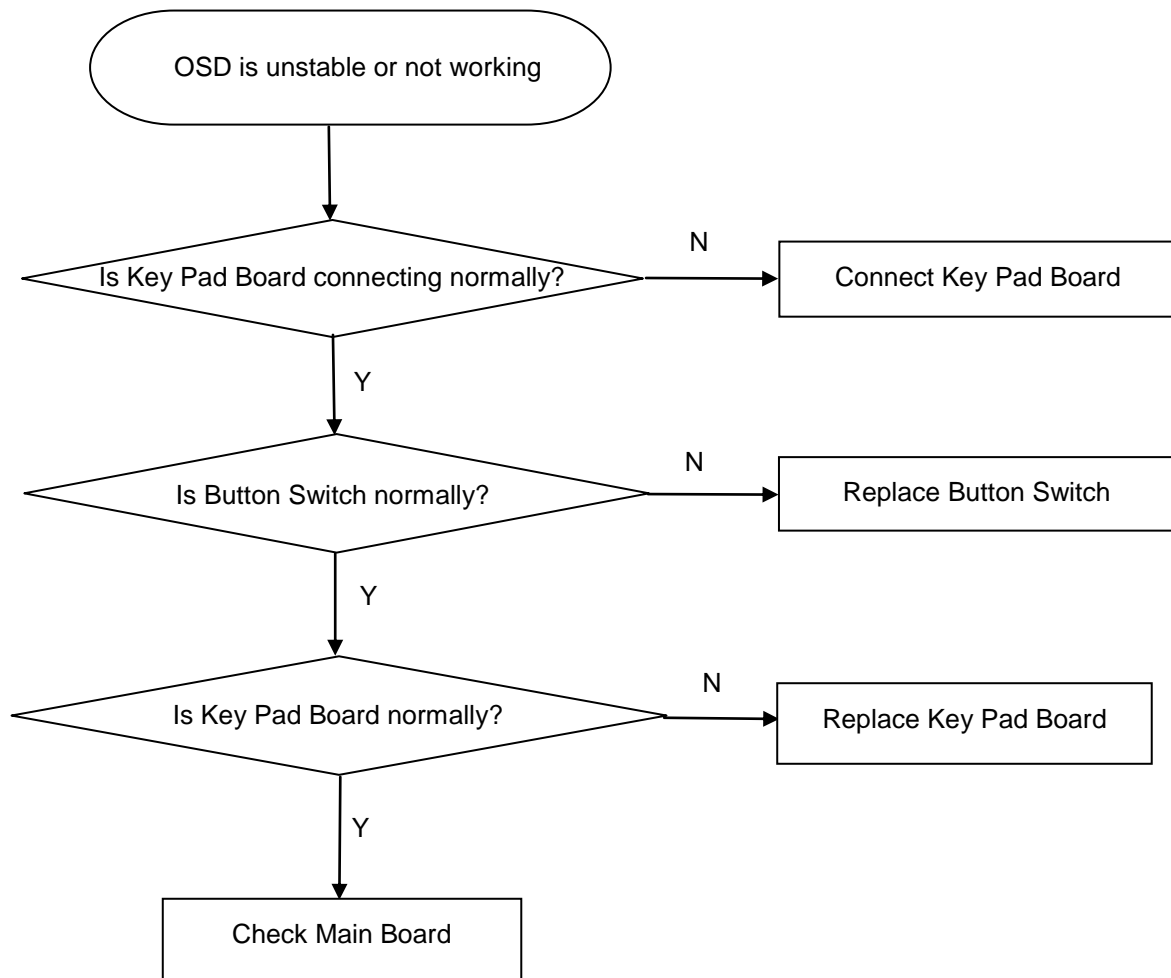 OSD is unstable or not working
N
Is Key Pad Board connecting normally?
Connect Key Pad Board
Y
N
Is Button Switch normally?
Replace Button Switch
Y
N
Is Key Pad Board normally?
Replace Key Pad Board
Y
Check Main Board